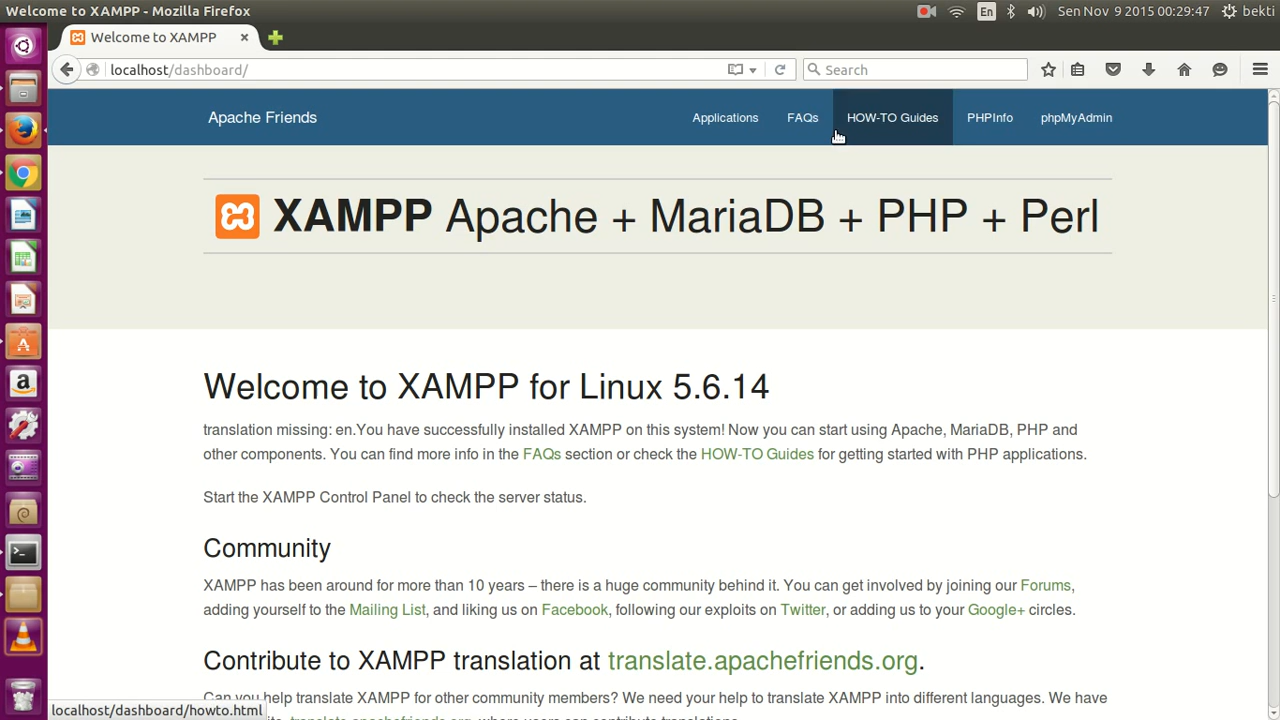 Welcome to XAMPP - Mozilla Firefox
En
Sen Nov 9 2015 00:29:47
bekti
Welcome to XAMPP
localhost/dashboard/
Search
Apache Friends
Applications
FAQs
HOW-TO Guides
PHPInfo
phpMyAdmin
XAMPP Apache + MariaDB + PHP + Perl
Welcome to XAMPP for Linux 5.6.14
translation missing: en.You have successfully installed XAMPP on this system! Now you can start using Apache, MariaDB, PHP and
other components. You can find more info in the FAQs section or check the HOW-TO Guides for getting started with PHP applications.
Start the XAMPP Control Panel to check the server status.
Community
XAMPP has been around for more than 10 years – there is a huge community behind it. You can get involved by joining our Forums,
adding yourself to the Mailing List, and liking us on Facebook, following our exploits on Twitter, or adding us to your Google+ circles.
Contribute to XAMPP translation at translate.apachefriends.org.
Can you help translate XAMPP for other community members? We need your help to translate XAMPP into different languages. We have
translate.apachefriends.org where users can contribute translations.
localhost/dashboard/howto.html